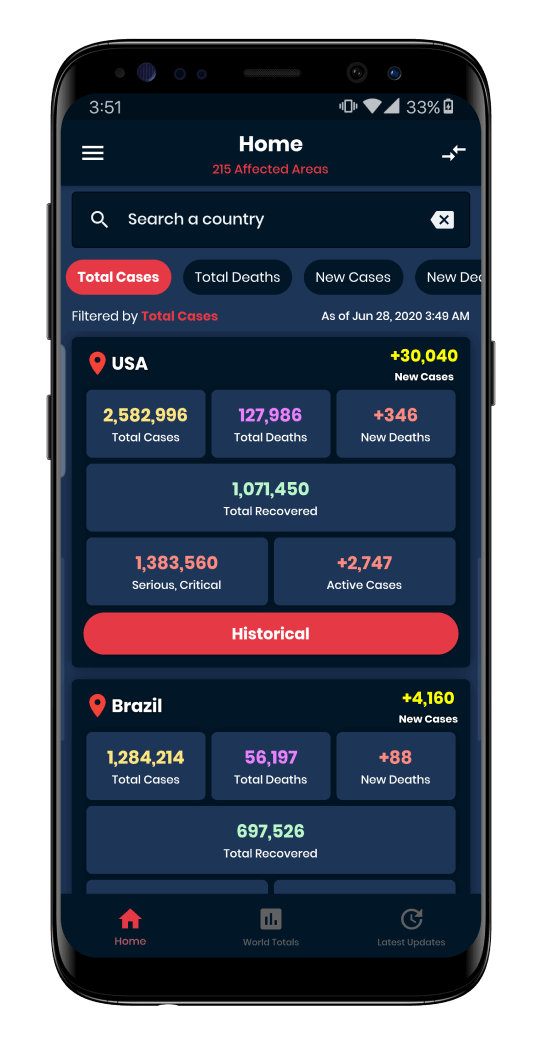 3:51
33%
Home
215 Affected Areas
Search a country
Total Cases Total Deaths New Cases New Dea
Filtered by Total Cases As of Jun 28, 2020 3:49 AM
USA +30,040
New Cases
2,582,996 127,986 +346
Total Cases Total Deaths New Deaths
1,071,450
Total Recovered
1,383,560 +2,747
Serious, Critical Active Cases
Historical
Brazil +4,160
New Cases
1,284,214 56,197 +88
Total Cases Total Deaths New Deaths
697,526
Total Recovered
Home World Totals Latest Updates